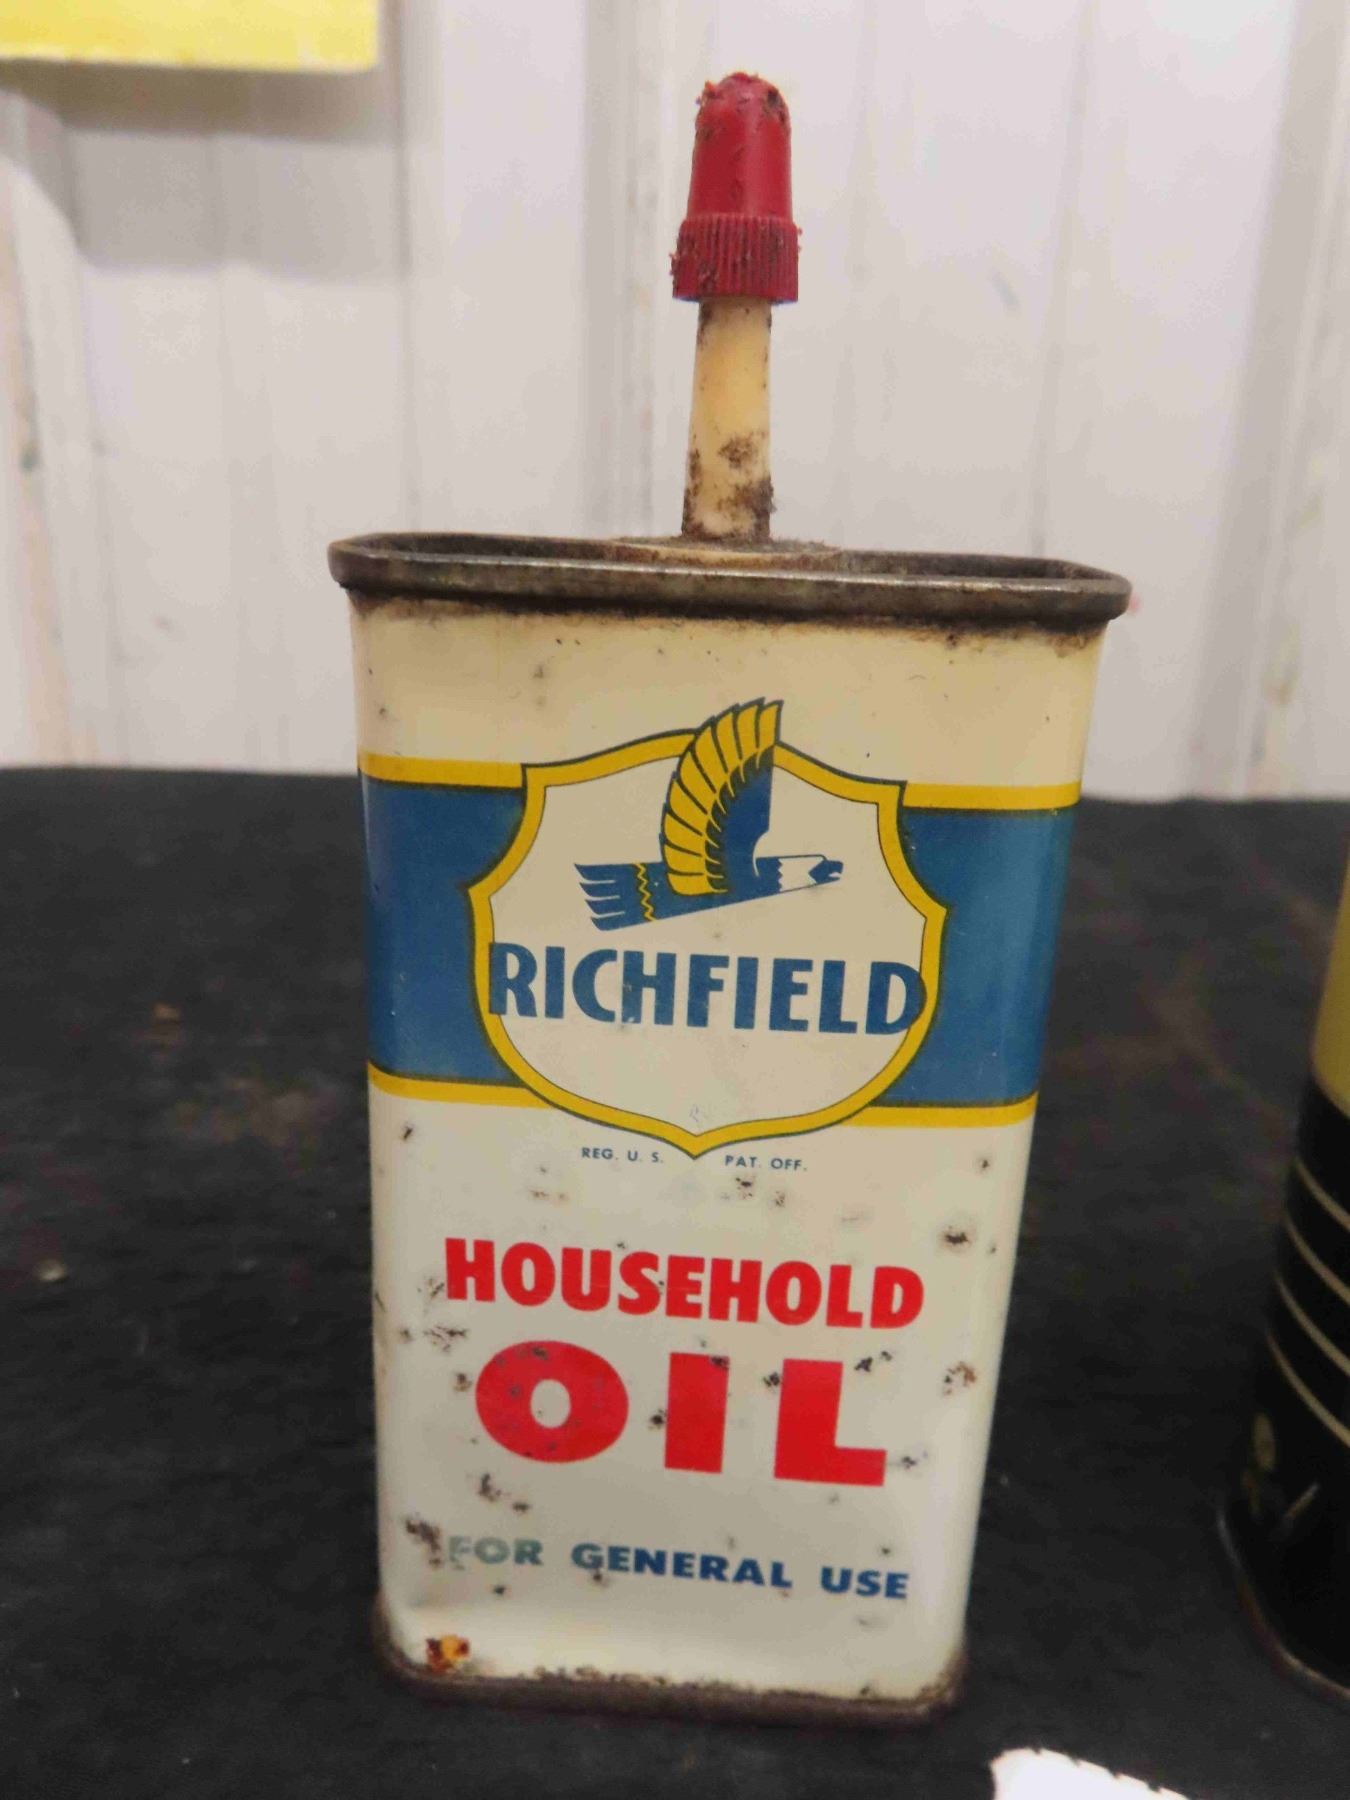 RICHFIELD
REG. U. S. PAT. OFF.
HOUSEHOLD
OIL
FOR GENERAL USE